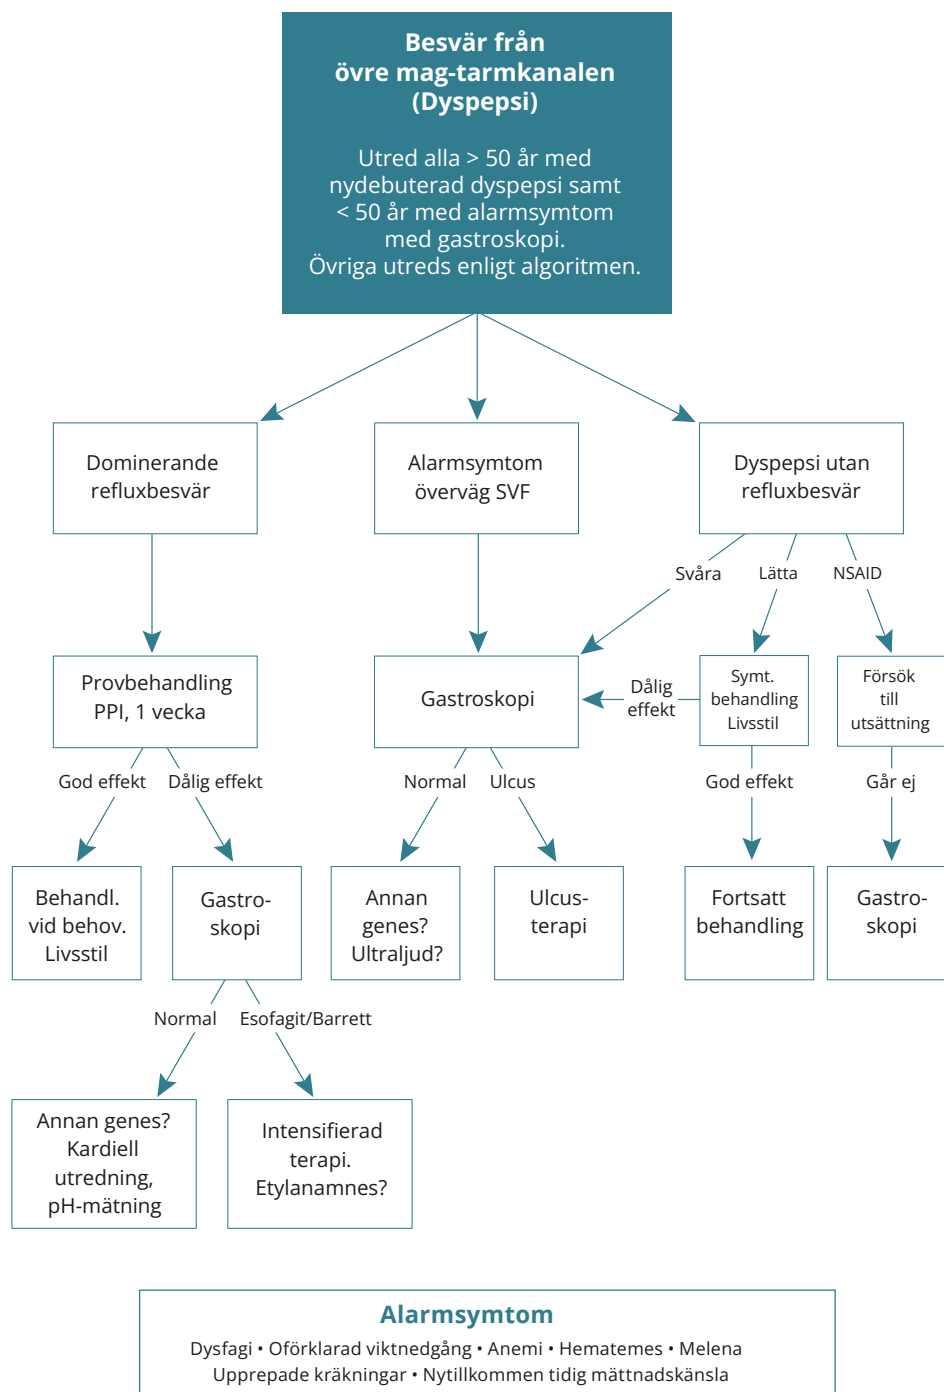 Besvär från
övre mag-tarmkanalen
(Dyspepsi)
Utred alla > 50 år med
nydebuterad dyspepsi samt
< 50 år med alarmsymtom
med gastroskopi.
Övriga utreds enligt algoritmen.
Dominerande
refluxbesvär
Alarmsymtom
överväg SVF
Dyspepsi utan
refluxbesvär
Svåra
Lätta
NSAID
Provbehandling
PPI, 1 vecka
Gastroskopi
Dålig
effekt
Symt.
behandling
Livsstil
Försök
till
utsättning
God effekt
Dålig effekt
Normal
Ulcus
God effekt
Går ej
Behandl.
vid behov.
Livsstil
Gastro-
skopi
Annan
genes?
Ultraljud?
Ulcus-
terapi
Fortsatt
behandling
Gastro-
skopi
Normal
Esofagit/Barrett
Annan genes?
Kardiell
utredning,
pH-mätning
Intensifierad
terapi.
Etylanamnes?
Alarmsymtom
Dysfagi • Oförklarad viktnedgång • Anemi • Hematemes • Melena
Upprepade kräkningar • Nytillkommen tidig mättnadskänsla